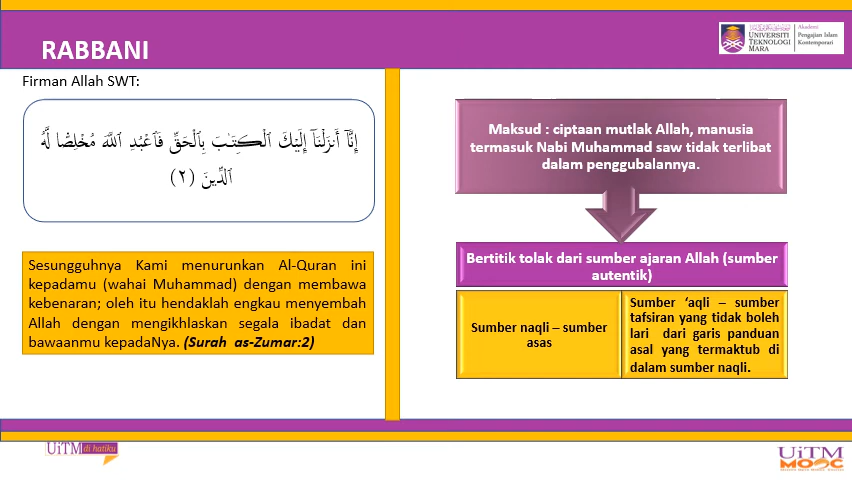 RABBANI
UNIVERSITI
TEKNOLOGI
MARA
Akademi
Pengajian Islam
Kontemporari
Firman Allah SWT:
إِنَّآ أَنزَلْنَآ إِلَيْكَ ٱلْكِتَـٰبَ بِٱلْحَقِّ فَٱعْبُدِ ٱللَّهَ مُخْلِصًا لَّهُ
ٱلدِّينَ (٢)
Sesungguhnya Kami menurunkan Al-Quran ini
kepadamu (wahai Muhammad) dengan membawa
kebenaran; oleh itu hendaklah engkau menyembah
Allah dengan mengikhlaskan segala ibadat dan
bawaanmu kepadaNya. (Surah as-Zumar:2)
Maksud : ciptaan mutlak Allah, manusia
termasuk Nabi Muhammad saw tidak terlibat
dalam penggubalannya.
Bertitik tolak dari sumber ajaran Allah (sumber
autentik)
Sumber naqli – sumber
asas
Sumber ‘aqli – sumber
tafsiran yang tidak boleh
lari dari garis panduan
asal yang termaktub di
dalam sumber naqli.
UiTM di hatiku
UiTM
MOOC